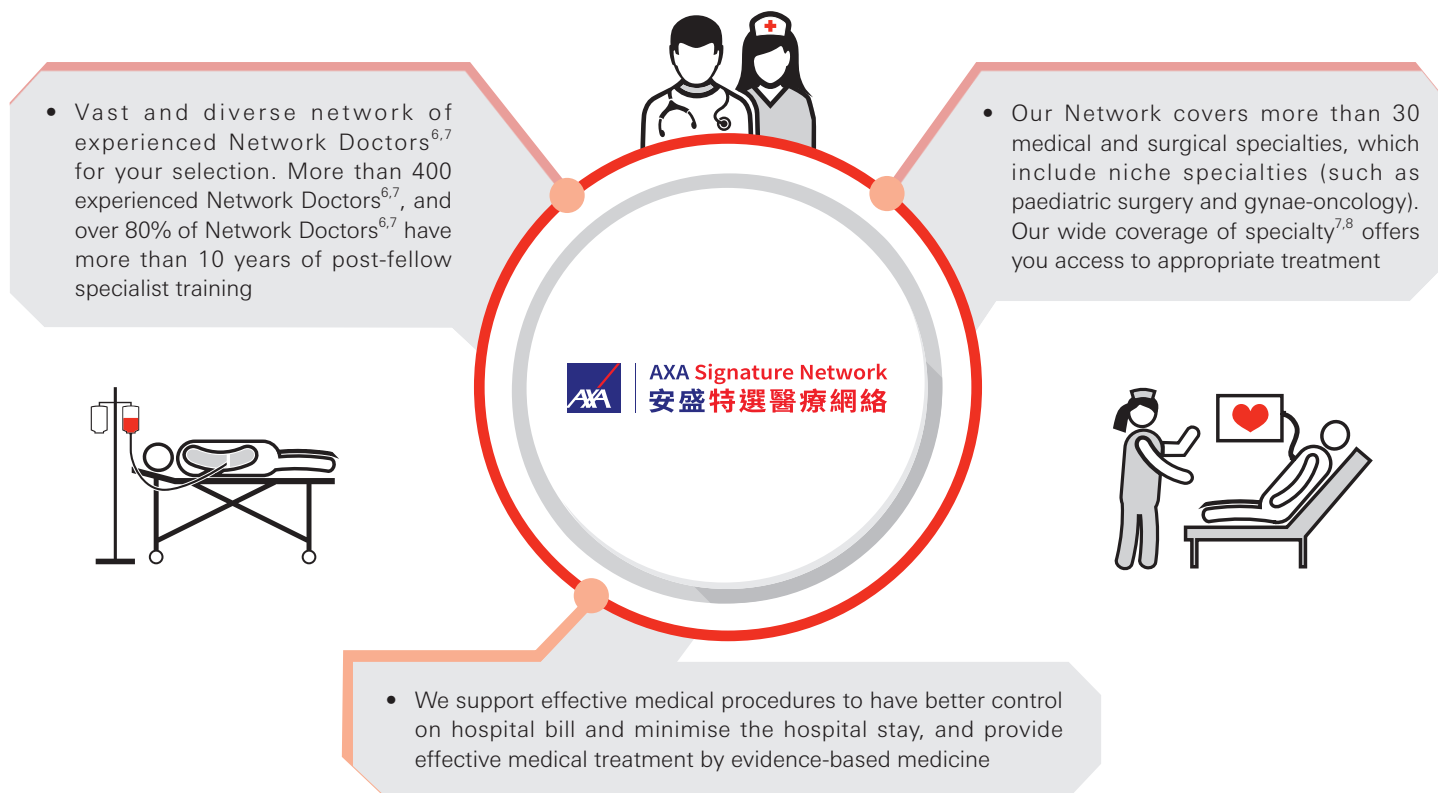 • Vast and diverse network of
experienced Network Doctors6,7
for your selection. More than 400
experienced Network Doctors6,7, and
over 80% of Network Doctors6,7 have
more than 10 years of post-fellow
specialist training
• Our Network covers more than 30
medical and surgical specialties, which
include niche specialties (such as
paediatric surgery and gynae-oncology).
Our wide coverage of specialty7,8 offers
you access to appropriate treatment
AXA
AXA Signature Network
安盛特選醫療網絡
• We support effective medical procedures to have better control
on hospital bill and minimise the hospital stay, and provide
effective medical treatment by evidence-based medicine